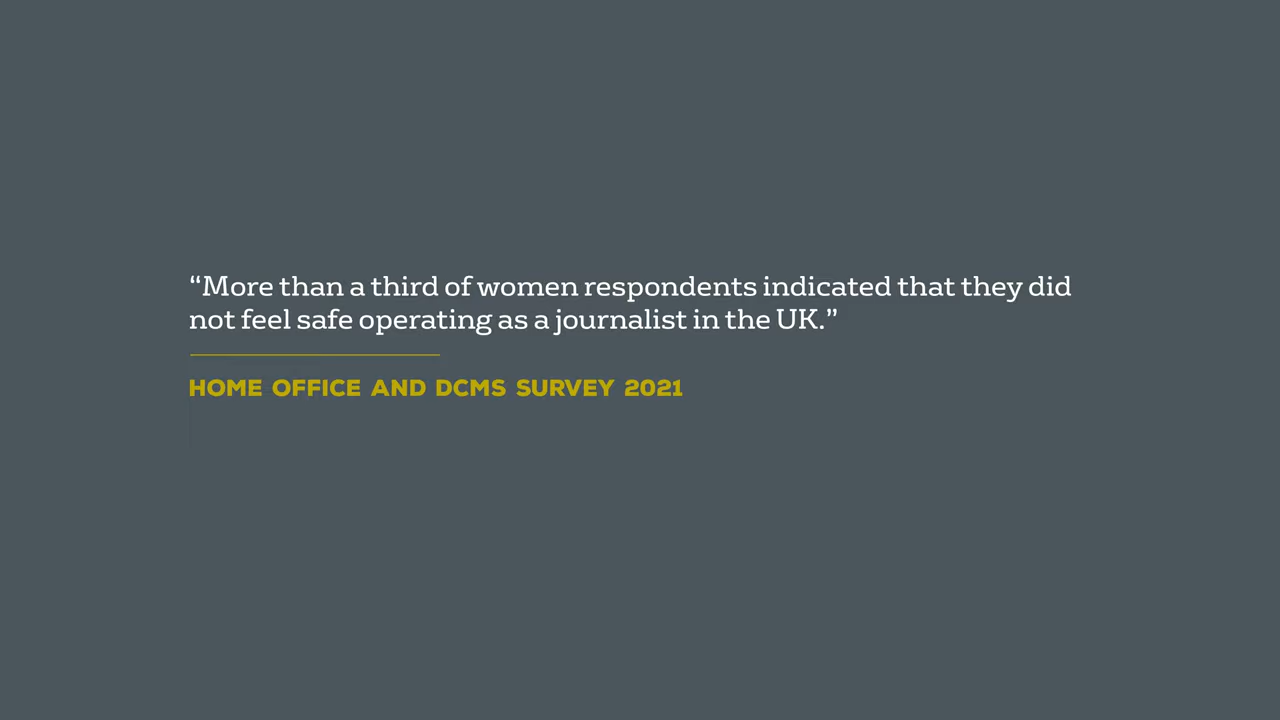 “More than a third of women respondents indicated that they did
not feel safe operating as a journalist in the UK.”
HOME OFFICE AND DCMS SURVEY 2021